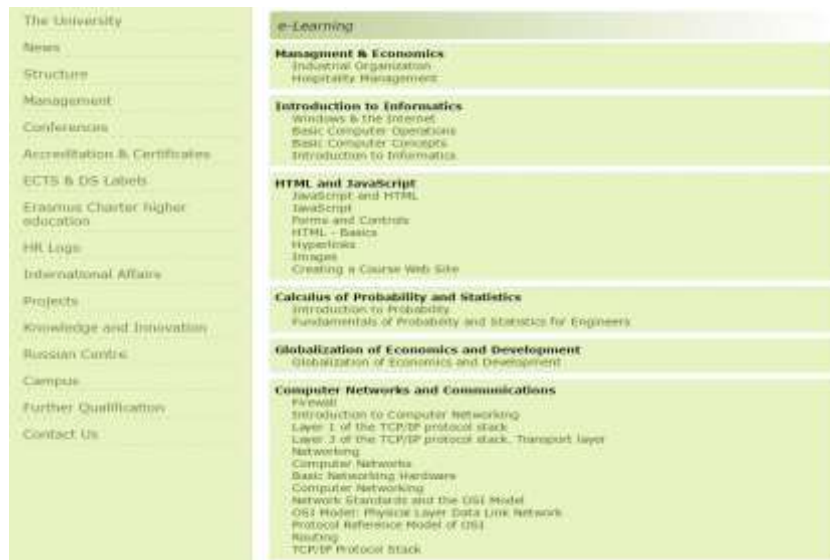 The University
News
Structure
Management
Conferences
Accreditation & Certificates
ECTS & DS Labels
Erasmus Charter higher
education
HR Logo
International Affairs
Projects
Knowledge and Innovation
Russian Centre
Campus
Further Qualification
Contact Us
e-Learning
Managment & Economics
Industrial Organization
Hospitality Management
Introduction to Informatics
Windows & the Internet
Basic Computer Operations
Basic Computer Concepts
Introduction to Informatics
HTML and JavaScript
JavaScript and HTML
JavaScript
Forms and Controls
HTML - Basics
Hyperlinks
Images
Creating a Course Web Site
Calculus of Probability and Statistics
Introduction to Probability
Fundamentals of Probability and Statistics for Engineers
Globalization of Economics and Development
Globalization of Economics and Development
Computer Networks and Communications
Firewall
Introduction to Computer Networking
Layer 1 of the TCP/IP protocol stack
Layer 3 of the TCP/IP protocol stack. Transport layer
Networking
Computer Networks
Basic Networking Hardware
Computer Networking
Network Standards and the OSI Model
OSI Model: Physical Layer Data Link Network
Protocol Reference Model of OSI
Routing
TCP/IP Protocol Stack